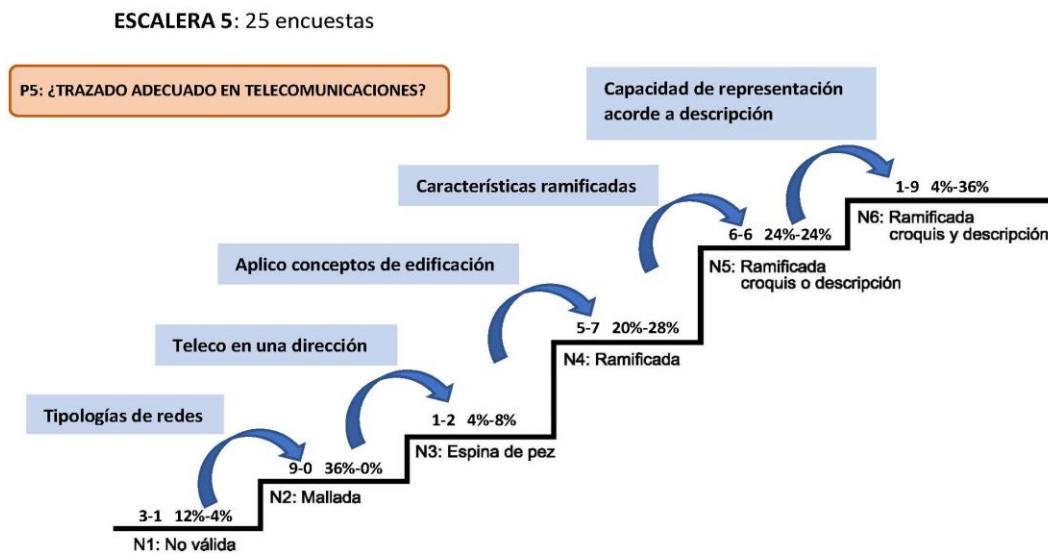 ESCALERA 5: 25 encuestas
P5: ¿TRAZADO ADECUADO EN TELECOMUNICACIONES?
Capacidad de representación
acorde a descripción
Características ramificadas
1-9 4%-36%
N6: Ramificada
croquis y descripción
6-6 24%-24%
N5: Ramificada
croquis o descripción
Aplico conceptos de edificación
5-7 20%-28%
N4: Ramificada
Teleco en una dirección
1-2 4%-8%
N3: Espina de pez
Tipologías de redes
9-0 36%-0%
N2: Mallada
3-1 12%-4%
N1: No válida